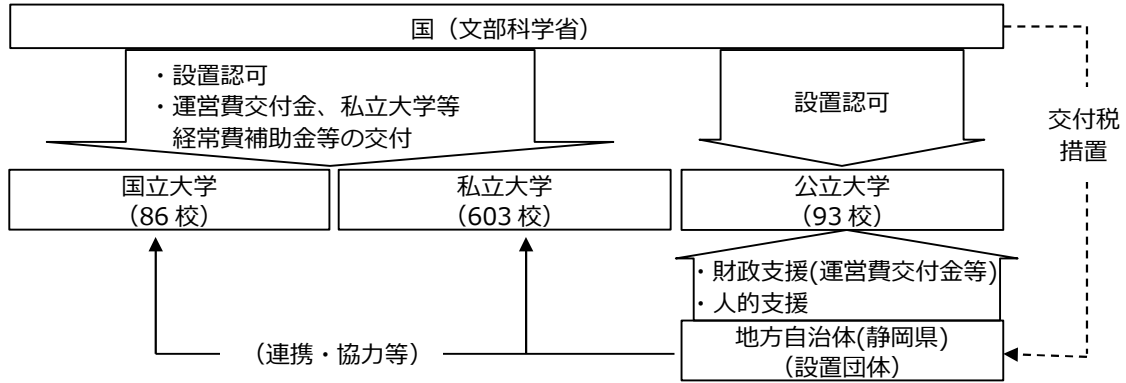 国（文部科学省）
・設置認可
・運営費交付金、私立大学等
経常費補助金等の交付
設置認可
交付税
措置
国立大学
（86 校）
私立大学
（603 校）
公立大学
（93 校）
・財政支援(運営費交付金等)
・人的支援
（連携・協力等）
地方自治体(静岡県)
（設置団体）